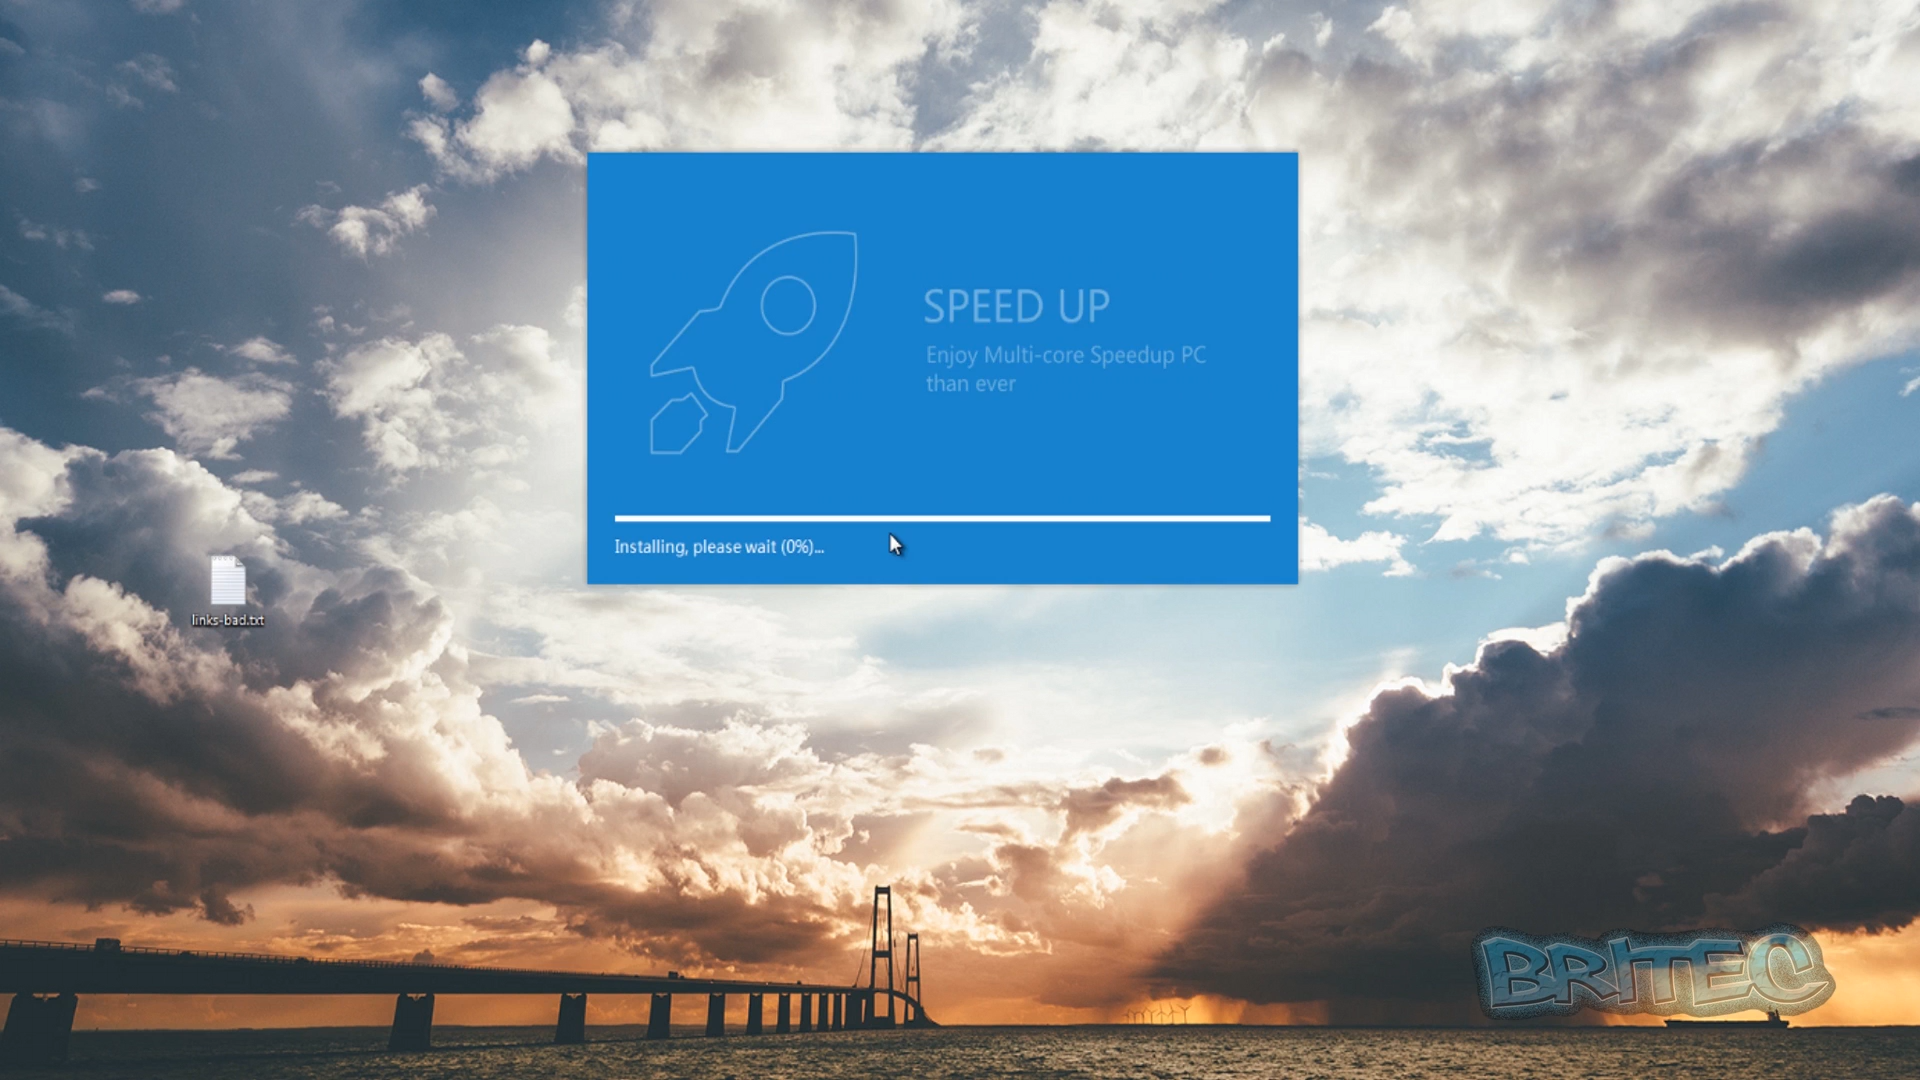 SPEED UP
Enjoy Multi-core Speedup PC
than ever
Installing, please wait (0%)...
links-bad.txt
BRITEC